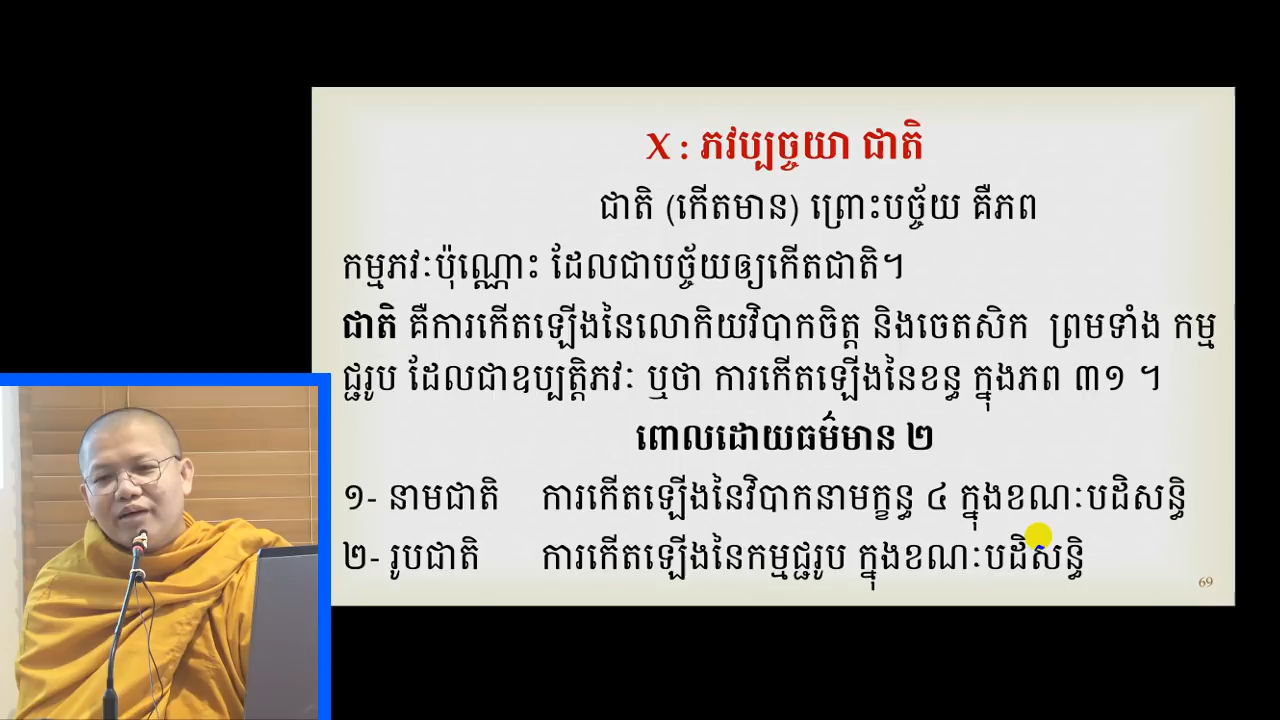 X : ភវប្បច្ចយា ជាតិ
ជាតិ (កើតមាន) ព្រោះបច្ច័យ គឺភព
កម្មភវៈប៉ុណ្ណោះ ដែលជាបច្ច័យឲ្យកើតជាតិ។
ជាតិ គឺការកើតឡើងនៃលោកិយវិបាកចិត្ត និងចេតសិក ព្រមទាំង កម្ម
ជ្ជរូប ដែលជាឧប្បត្តិភវៈ ឬថា ការកើតឡើងនៃខន្ធ ក្នុងភព ៣១ ។
ពោលដោយធម៌មាន ២
១- នាមជាតិ ការកើតឡើងនៃវិបាកនាមក្ខន្ធ ៤ ក្នុងខណៈបដិសន្ធិ
២- រូបជាតិ ការកើតឡើងនៃកម្មជ្ជរូប ក្នុងខណៈបដិសន្ធិ
69